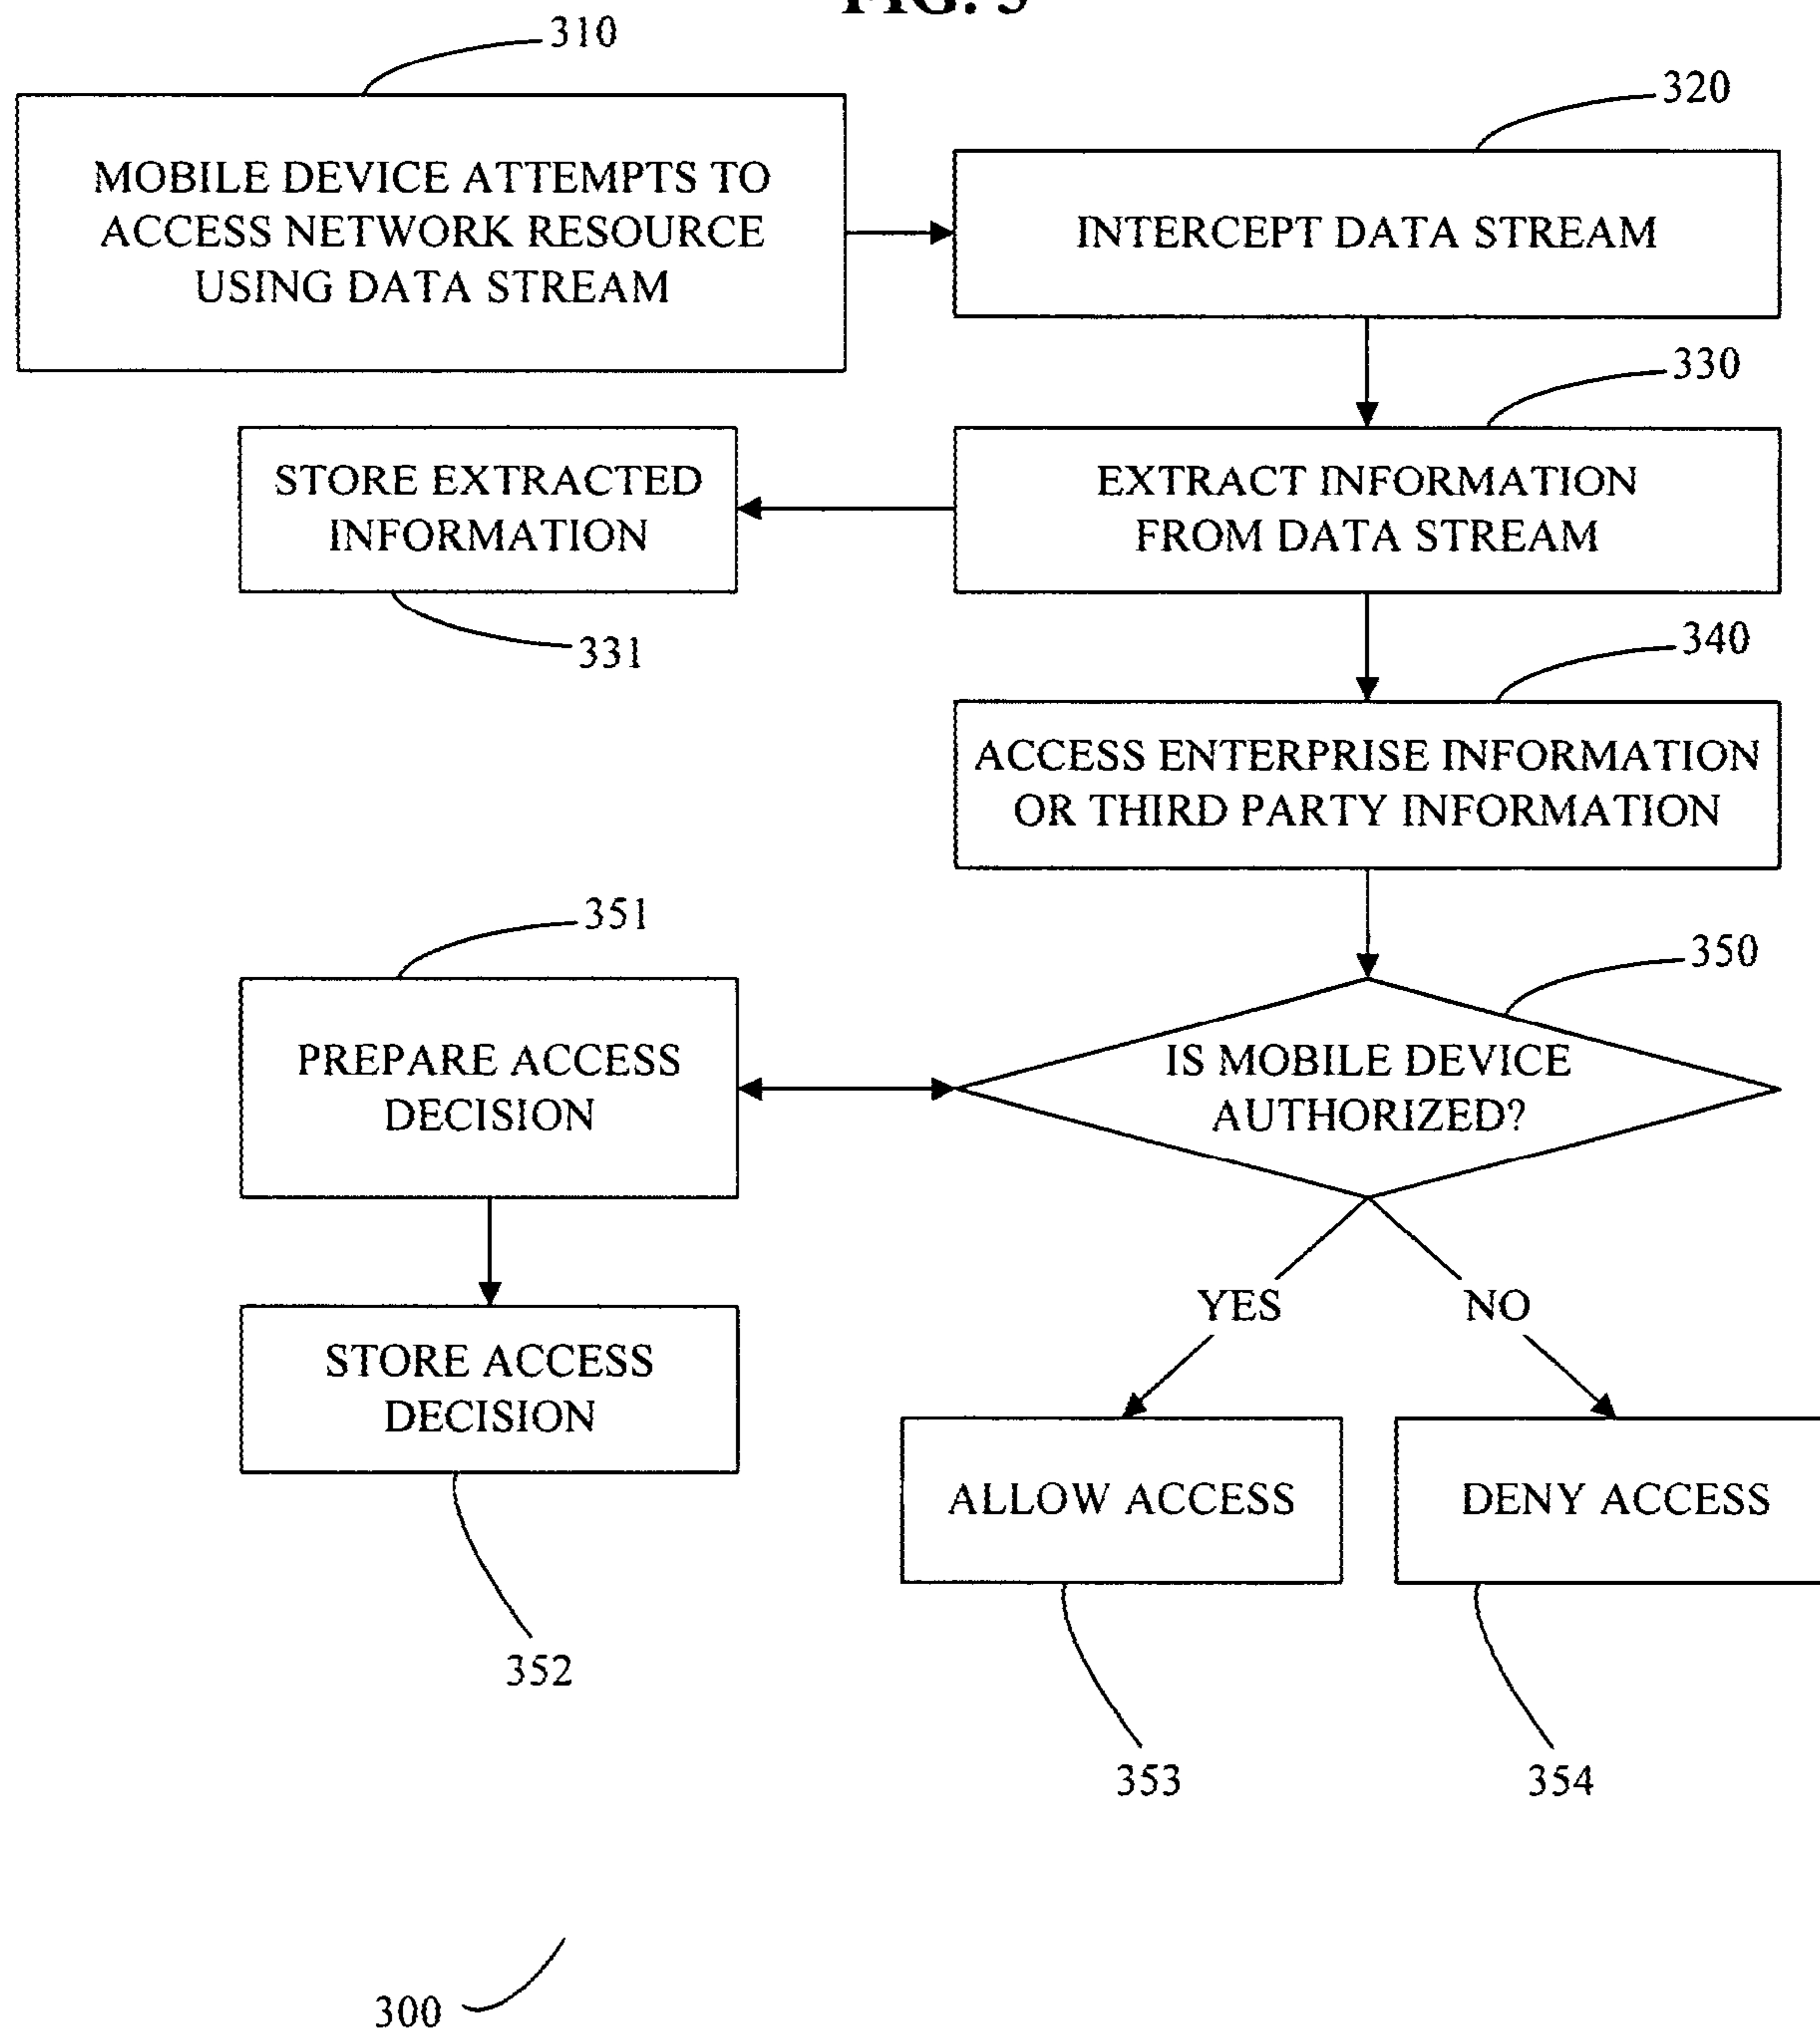 FIG. 3
310
320
MOBILE DEVICE ATTEMPTS TO
ACCESS NETWORK RESOURCE
USING DATA STREAM
INTERCEPT DATA STREAM
330
STORE EXTRACTED
INFORMATION
EXTRACT INFORMATION
FROM DATA STREAM
331
340
ACCESS ENTERPRISE INFORMATION
OR THIRD PARTY INFORMATION
351
350
PREPARE ACCESS
DECISION
IS MOBILE DEVICE
AUTHORIZED?
YES
NO
STORE ACCESS
DECISION
ALLOW ACCESS
DENY ACCESS
352
353
354
300